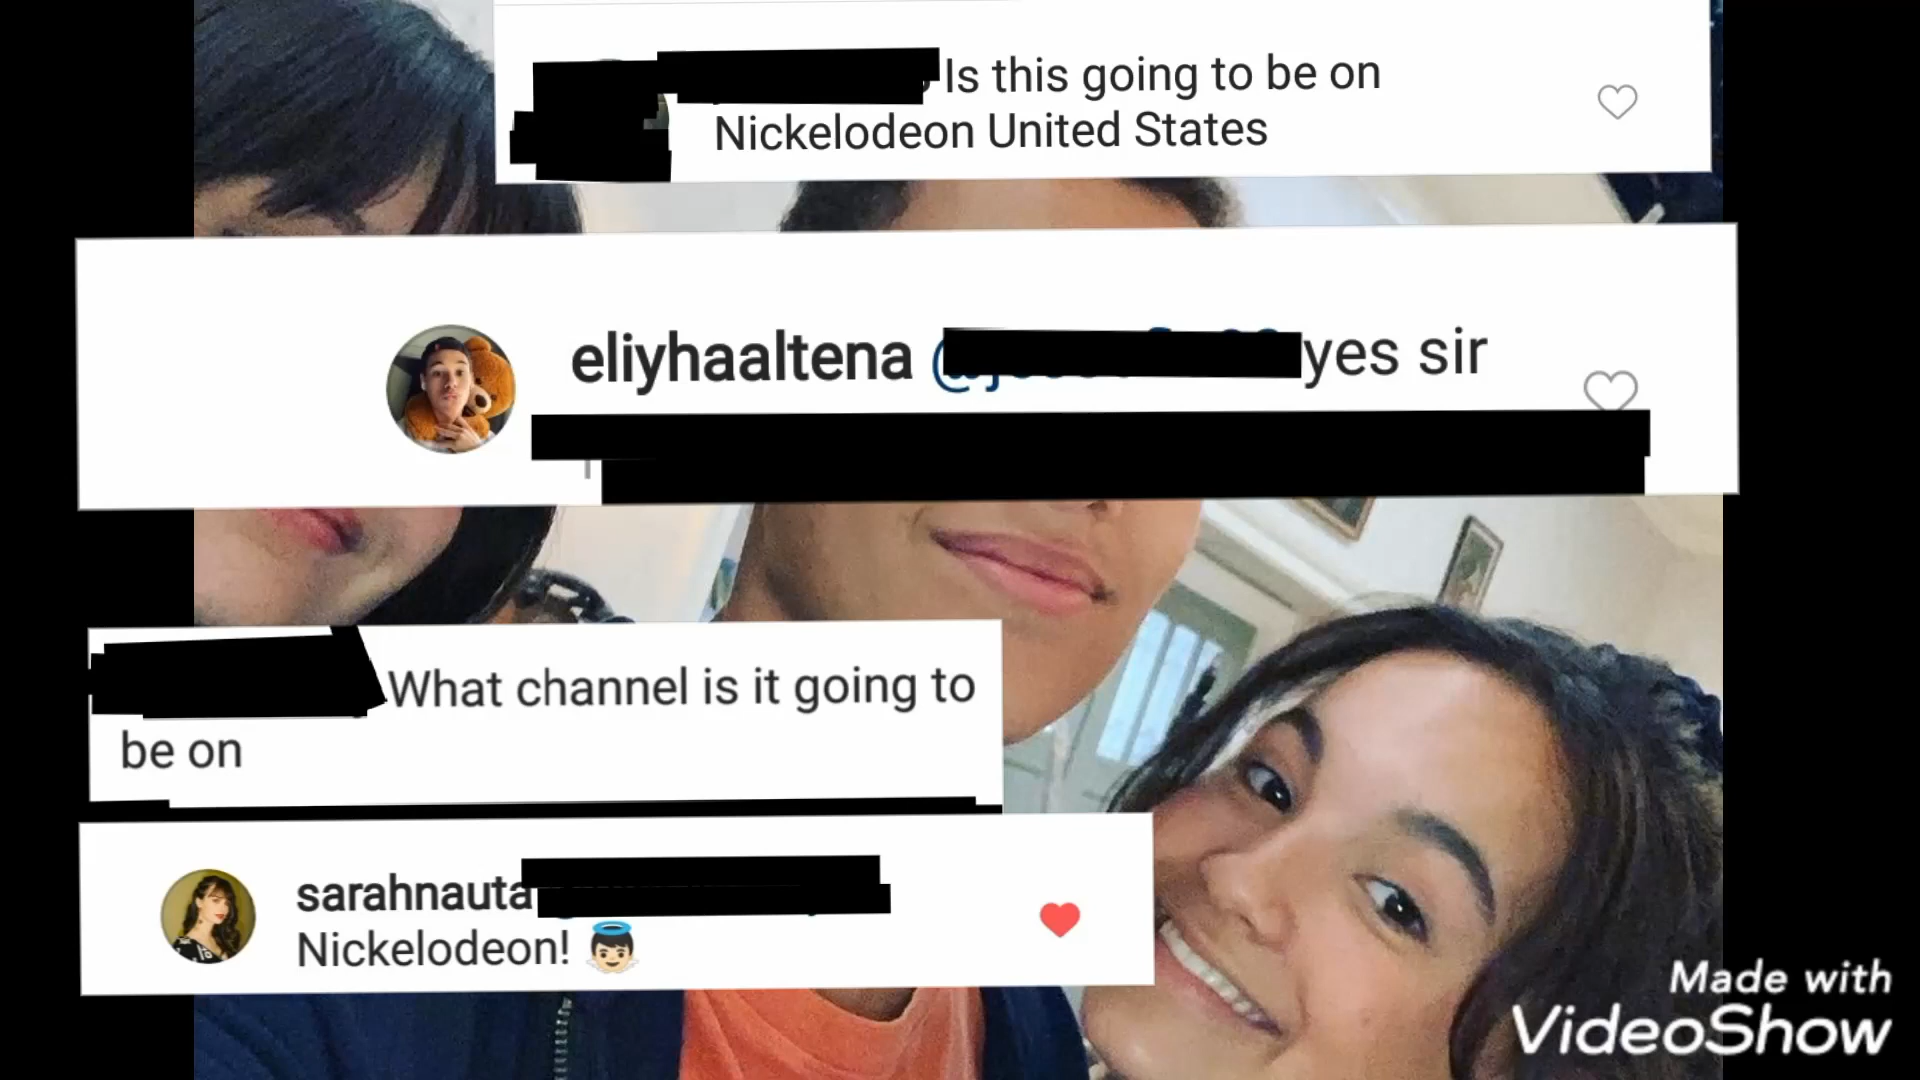 Is this going to be on
Nickelodeon United States
eliyhaaltena yes sir
What channel is it going to
be on
sarahnauta
Nickelodeon! 👼🏻
Made with
VideoShow